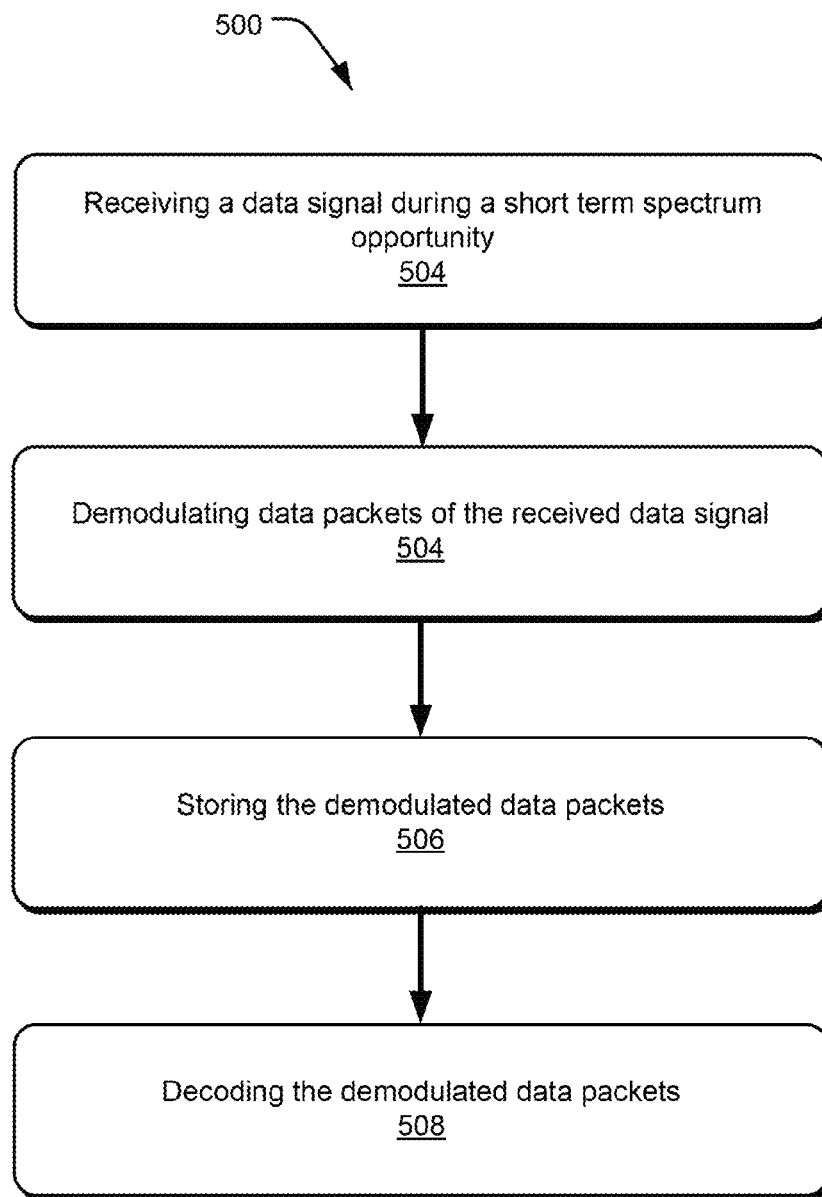 500
Receiving a data signal during a short term spectrum
opportunity
504
Demodulating data packets of the received data signal
504
Storing the demodulated data packets
506
Decoding the demodulated data packets
508